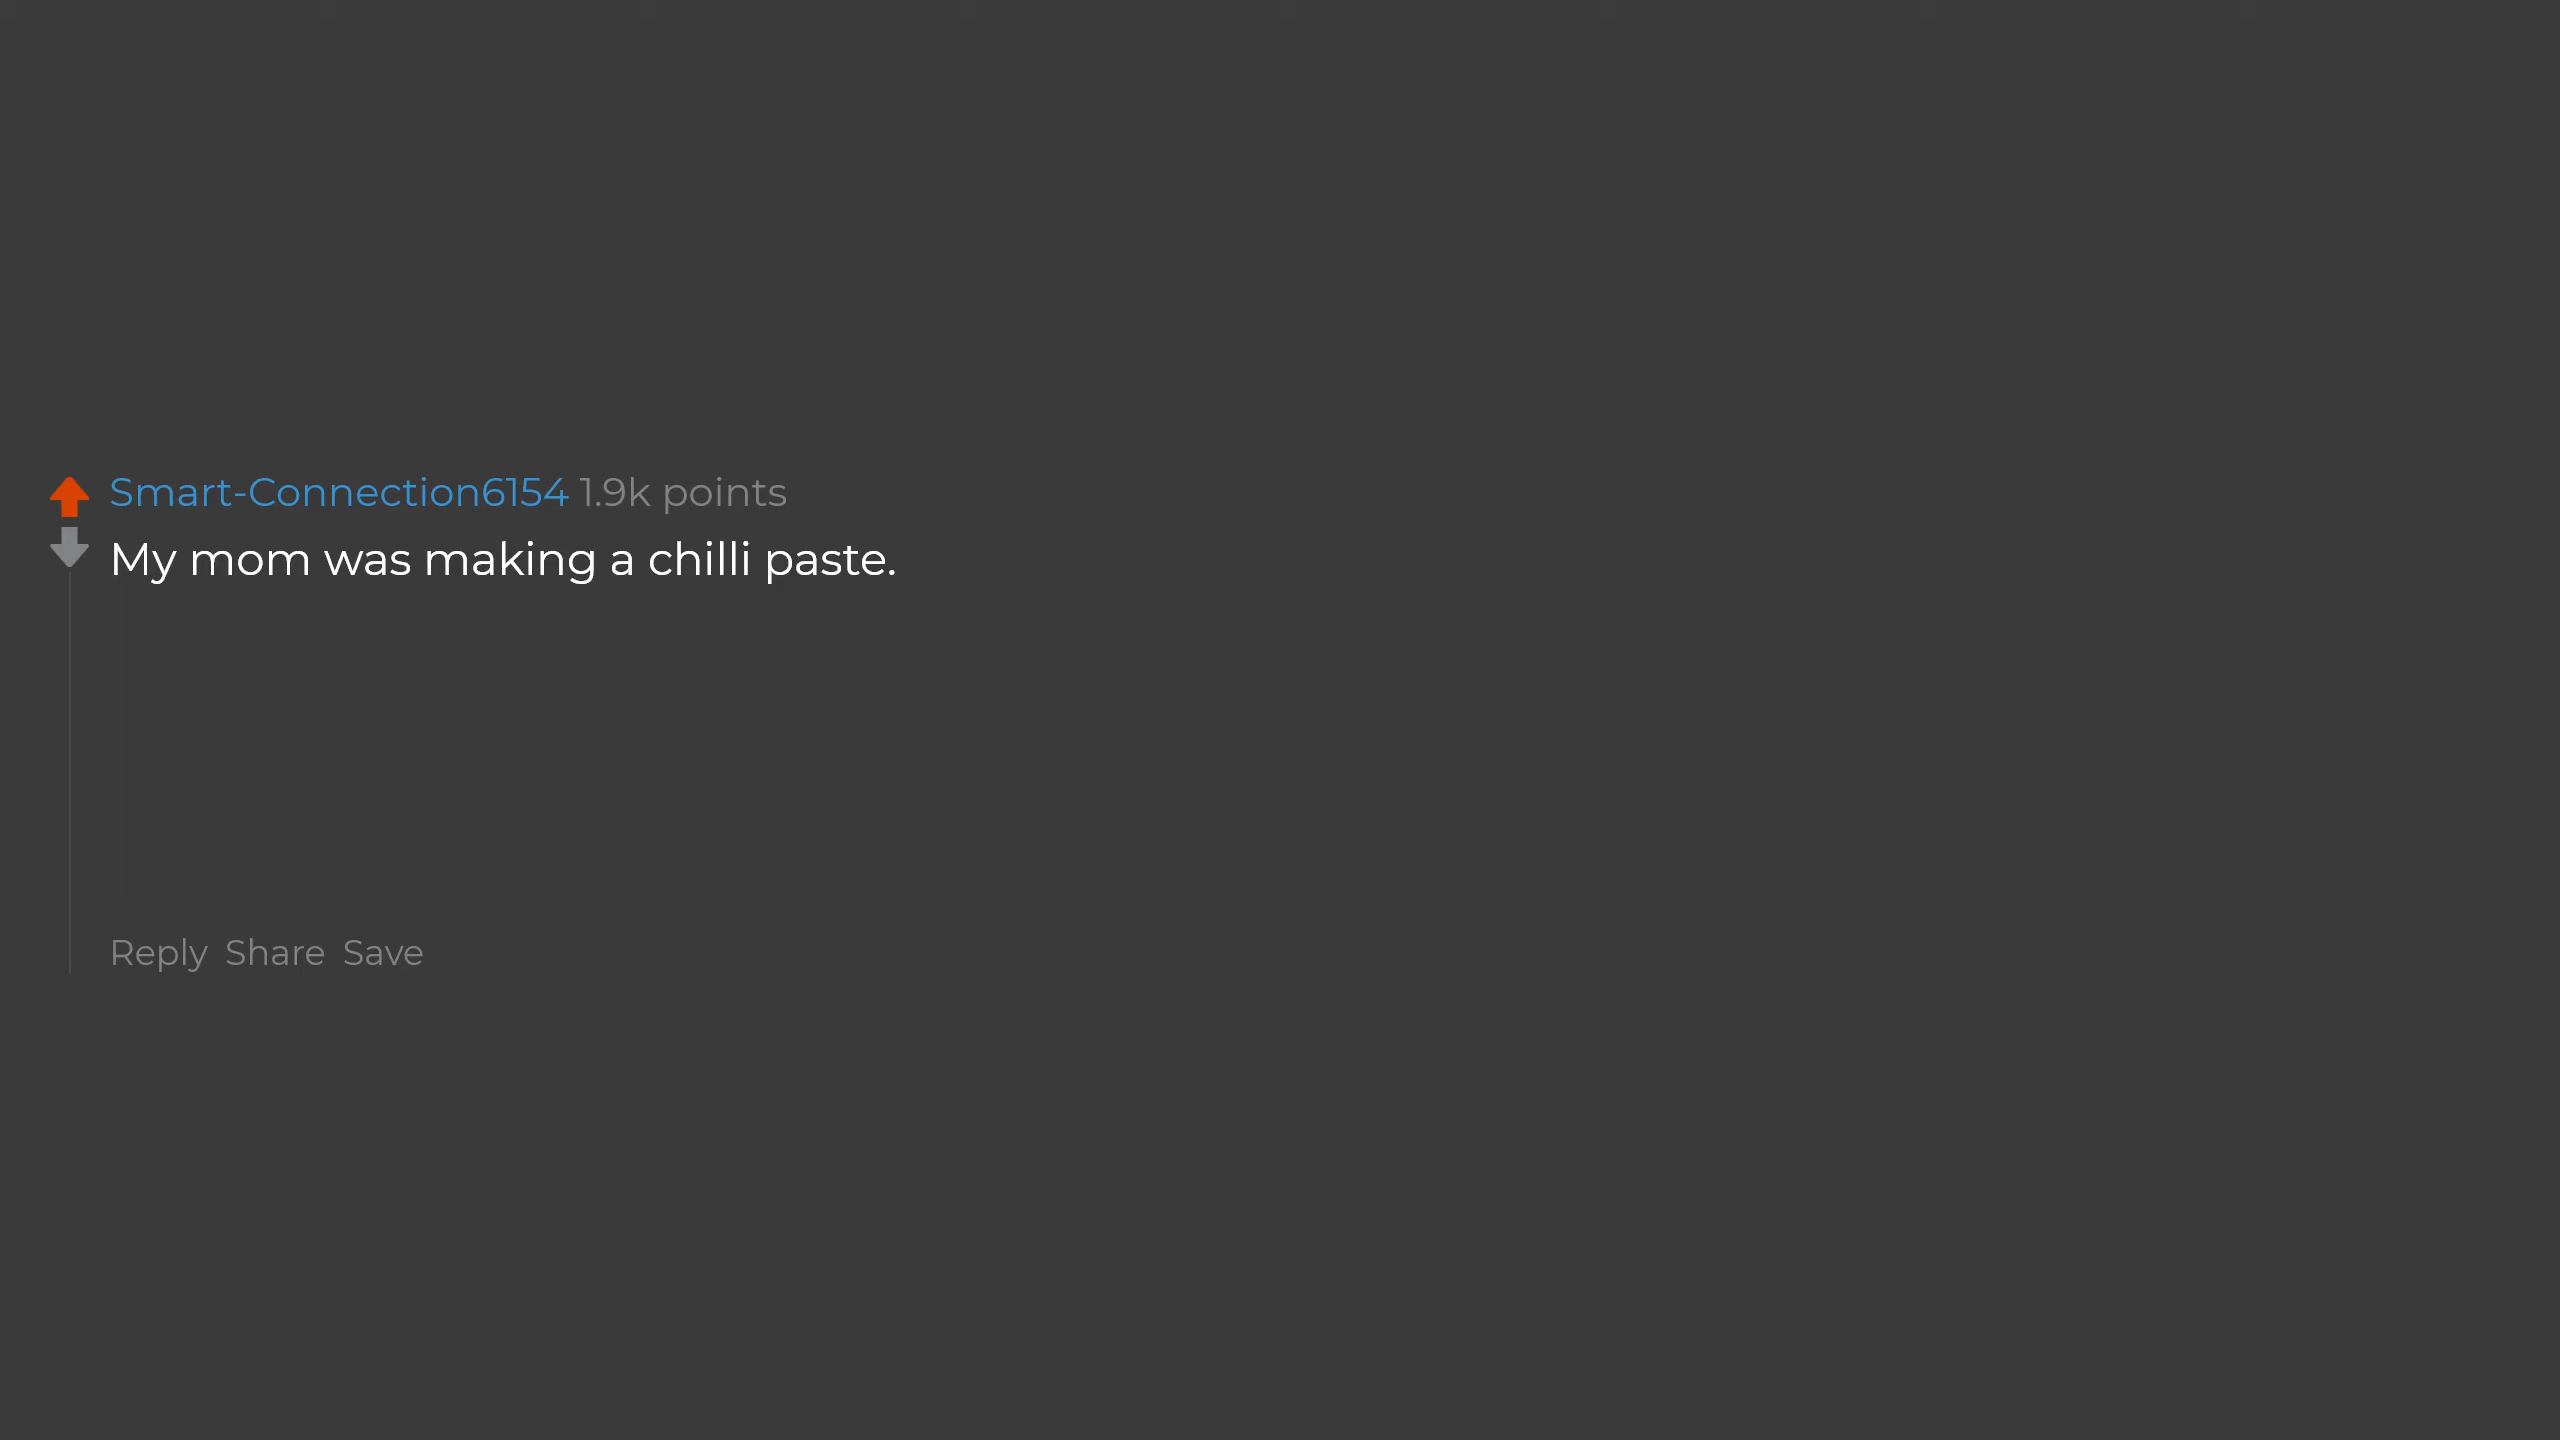 Smart-Connection6154 1.9k points
My mom was making a chilli paste.
Reply Share Save